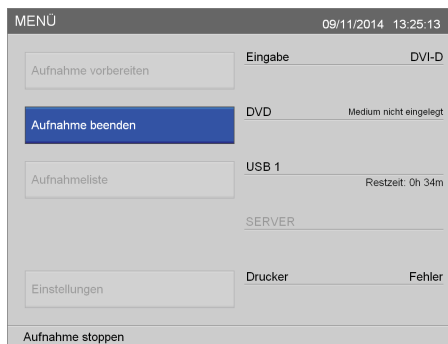 MENÜ 09/11/2014 13:25:13
Aufnahme vorbereiten
Eingabe DVI-D
Aufnahme beenden
DVD Medium nicht eingelegt
Aufnahmeliste
USB 1
Restzeit: 0h 34m
SERVER
Einstellungen
Drucker Fehler
Aufnahme stoppen